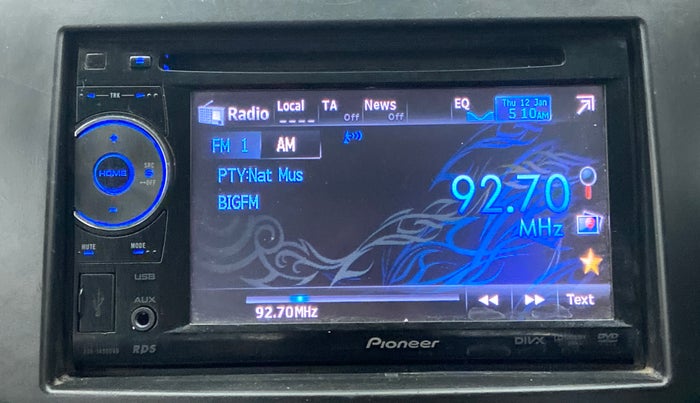 TRK
Radio
Local
TA
Off
News
Off
EQ
Thu 12 Jan
5 10AM
FM 1
AM
PTY:Nat Mus
BIGFM
92.70
MHz
HOME
SRC
OFF
MUTE
MODE
USB
AUX
RDS
92.70MHz
Text
Pioneer
DIVX
DVD